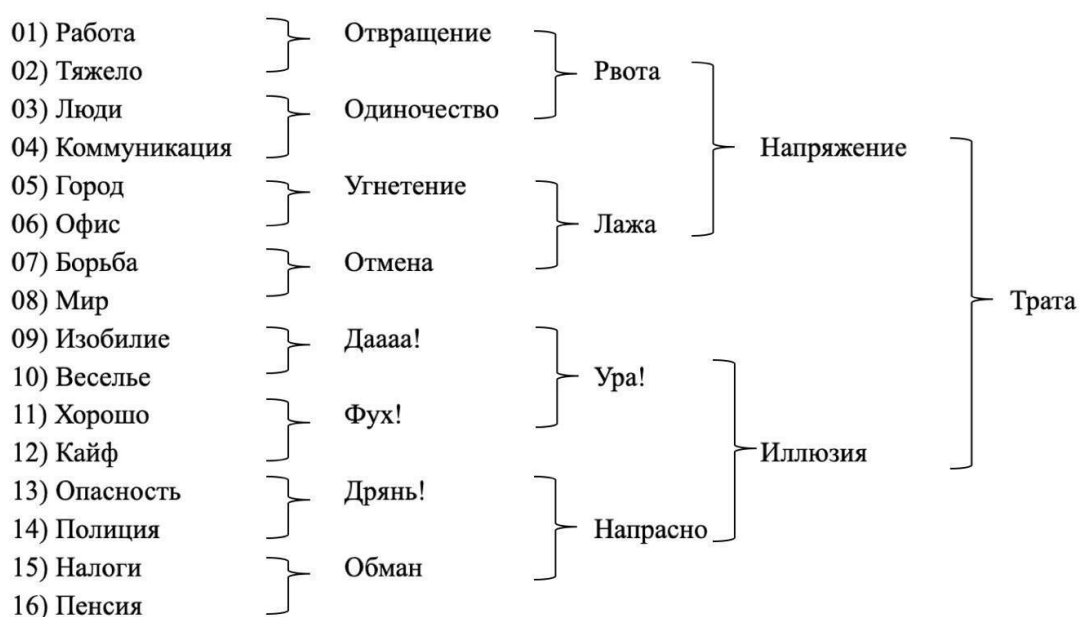 01) Работа
02) Тяжело
03) Люди
04) Коммуникация
05) Город
06) Офис
07) Борьба
08) Мир
09) Изобилие
10) Веселье
11) Хорошо
12) Кайф
13) Опасность
14) Полиция
15) Налоги
16) Пенсия
Отвращение
Одиночество
Угнетение
Отмена
Даааа!
Фух!
Дрянь!
Обман
Рвота
Лажа
Ура!
Напрасно
Напряжение
Иллюзия
Трата